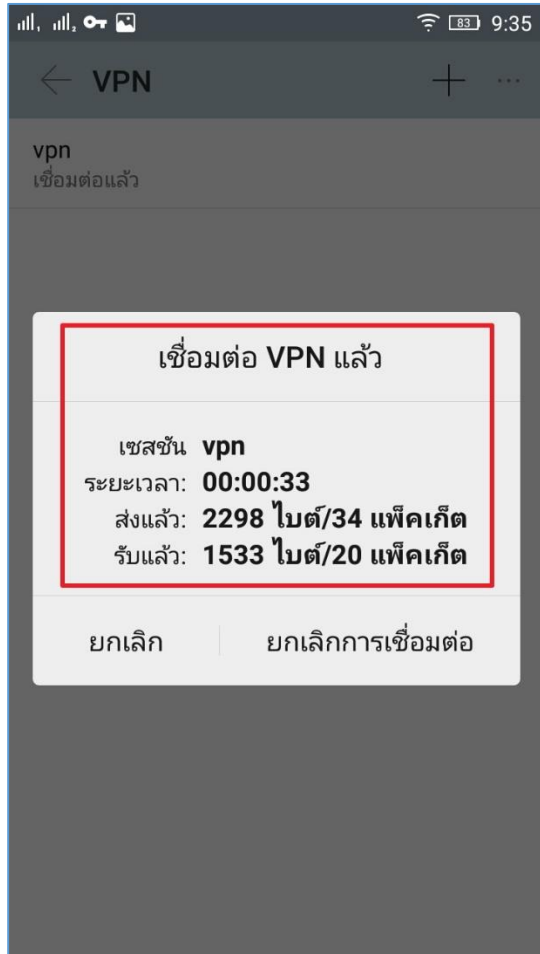 83 9:35
VPN
vpn
เชื่อมต่อแล้ว
เชื่อมต่อ VPN แล้ว
เซสชัน vpn
ระยะเวลา: 00:00:33
ส่งแล้ว: 2298 ไบต์/34 แพ็คเก็ต
รับแล้ว: 1533 ไบต์/20 แพ็คเก็ต
ยกเลิก ยกเลิกการเชื่อมต่อ